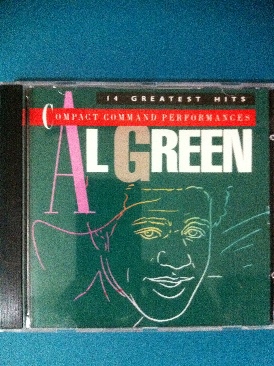 14 GREATEST HITS
COMPACT COMMAND PERFORMANCES
AL GREEN